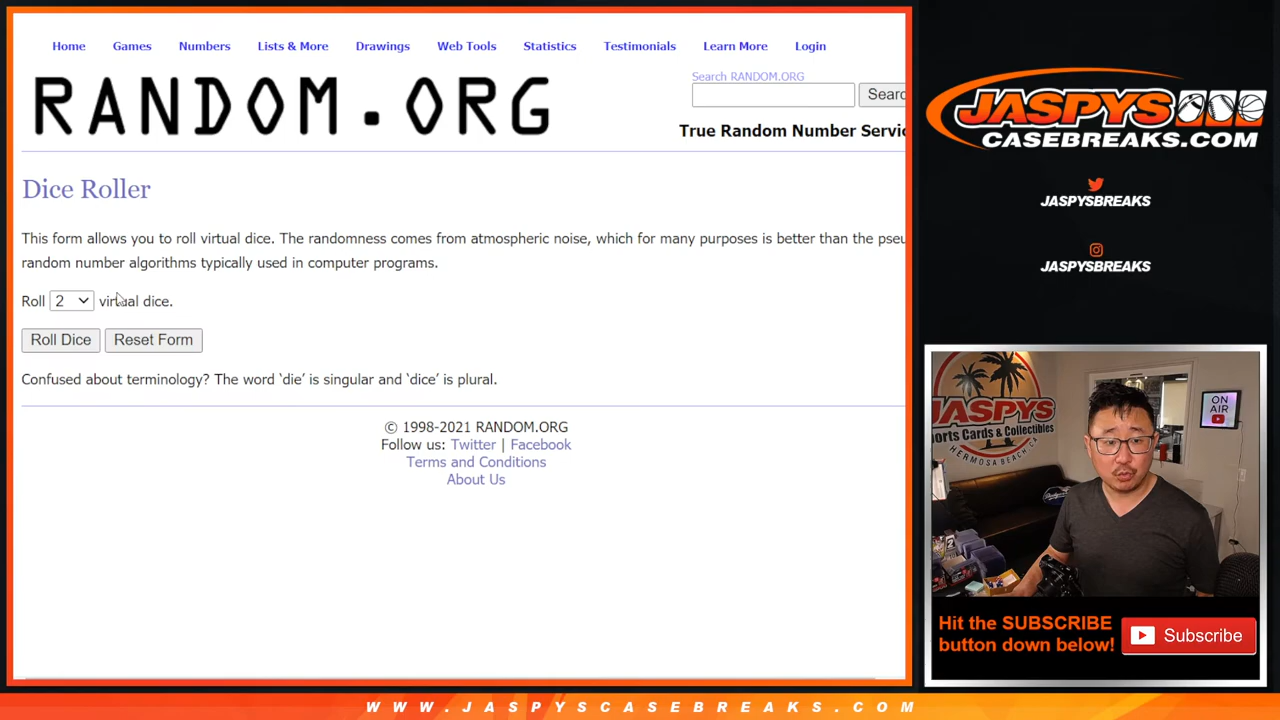 Home Games Numbers Lists & More Drawings Web Tools Statistics Testimonials Learn More Login
Search RANDOM.ORG
RANDOM.ORG
Searc
True Random Number Servic
Dice Roller
This form allows you to roll virtual dice. The randomness comes from atmospheric noise, which for many purposes is better than the pseu
random number algorithms typically used in computer programs.
Roll 2 virtual dice.
Roll Dice Reset Form
Confused about terminology? The word ‘die’ is singular and ‘dice’ is plural.
© 1998-2021 RANDOM.ORG
Follow us: Twitter | Facebook
Terms and Conditions
About Us
JASPYS
CASEBREAKS.COM
JASPYSBREAKS
JASPYSBREAKS
JASPYS
ports Cards & Collectibles
HERMOSA BEACH, CA
ON
AIR
Hit the SUBSCRIBE
button down below!
Subscribe
WWW.JASPYSCASEBREAKS.COM